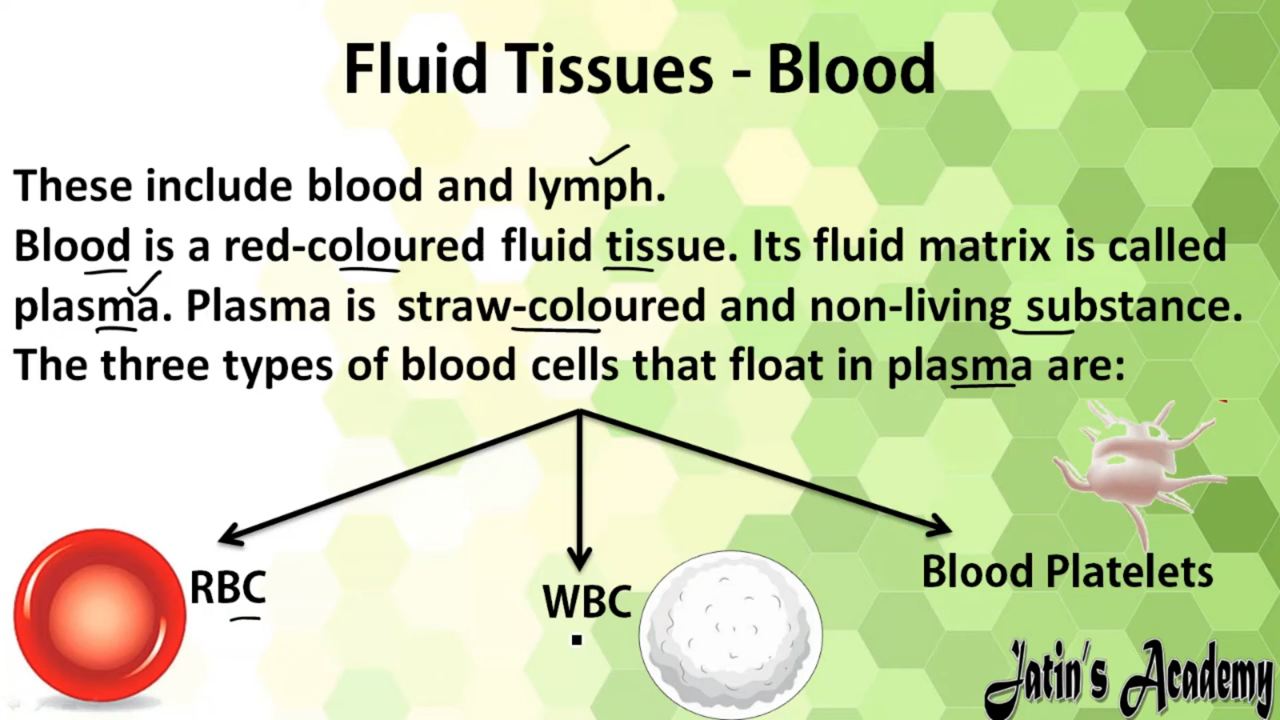 Fluid Tissues - Blood
These include blood and lymph.
Blood is a red-coloured fluid tissue. Its fluid matrix is called
plasma. Plasma is straw-coloured and non-living substance.
The three types of blood cells that float in plasma are:
RBC
WBC
Blood Platelets
Jatin's Academy